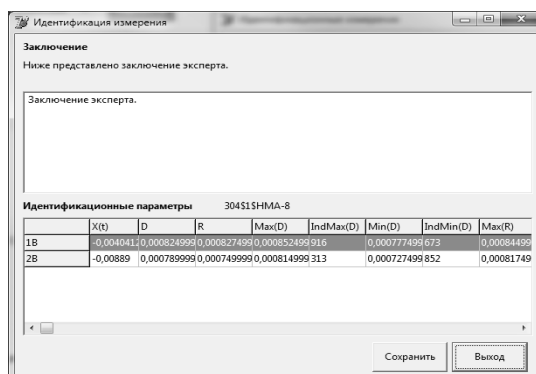 Идентификация измерения
Заключение
Ниже представлено заключение эксперта.
Заключение эксперта.
Идентификационные параметры 304$1$HMA-8
X(t) D R Max(D) IndMax(D) Min(D) IndMin(D) Max(R)
1B -0,004041 0,000824999 0,000827499 0,000852499 916 0,000777499 673 0,00084499
2B -0,00889 0,000789999 0,000749999 0,000814999 313 0,000727499 852 0,00081749
Сохранить Выход